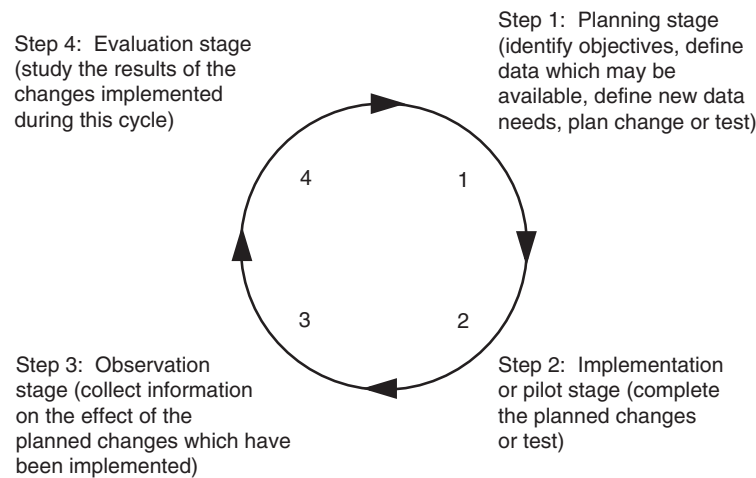 Step 1: Planning stage
(identify objectives, define
data which may be
available, define new data
needs, plan change or test)
Step 4: Evaluation stage
(study the results of the
changes implemented
during this cycle)
4
1
3
2
Step 3: Observation
stage (collect information
on the effect of the
planned changes which have
been implemented)
Step 2: Implementation
or pilot stage (complete
the planned changes
or test)